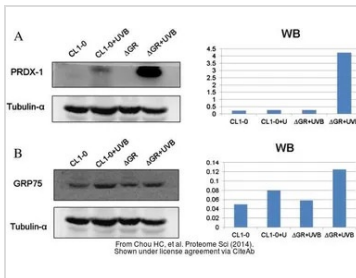 A
CL1-0 CL1-0+UVB ΔGR ΔGR+UVB
PRDX-1
Tubulin-α
WB
4.5
4
3.5
3
2.5
2
1.5
1
0.5
0
CL1-0 CL1-0+U ΔGR+UVB ΔGR+UVB
B
CL1-0 CL1-0+UVB ΔGR ΔGR+UVB
GRP75
Tubulin-α
WB
0.14
0.12
0.1
0.08
0.06
0.04
0.02
0
CL1-0 CL1-0+U ΔGR+UVB ΔGR+UVB
From Chou HC, et al. Proteome Sci (2014).
Shown under license agreement via CiteAb